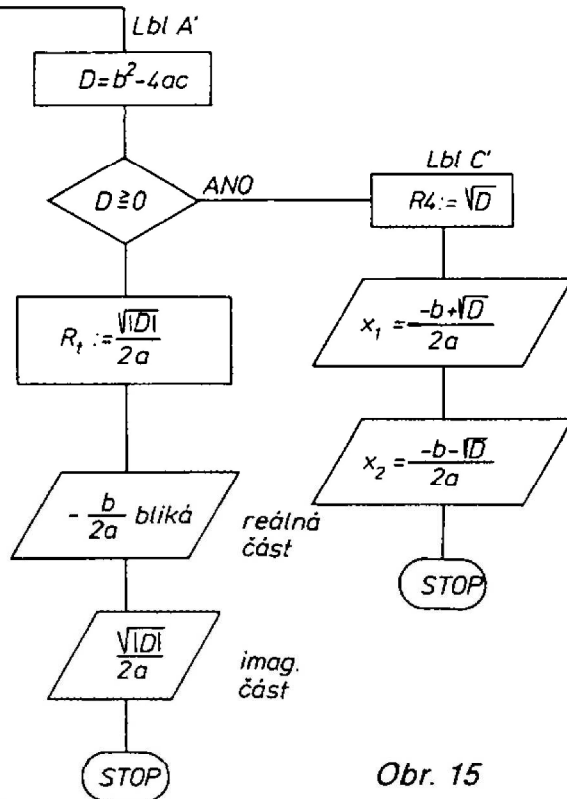 Lbl A'
D=b²-4ac
D≧0
ANO
Lbl C'
R4:= √D
x₁ = (-b+√D)/2a
x₂ = (-b-√D)/2a
STOP
Rₜ := √|D|/2a
-b/2a bliká
reálná
část
√|D|/2a
imag.
část
STOP
Obr. 15